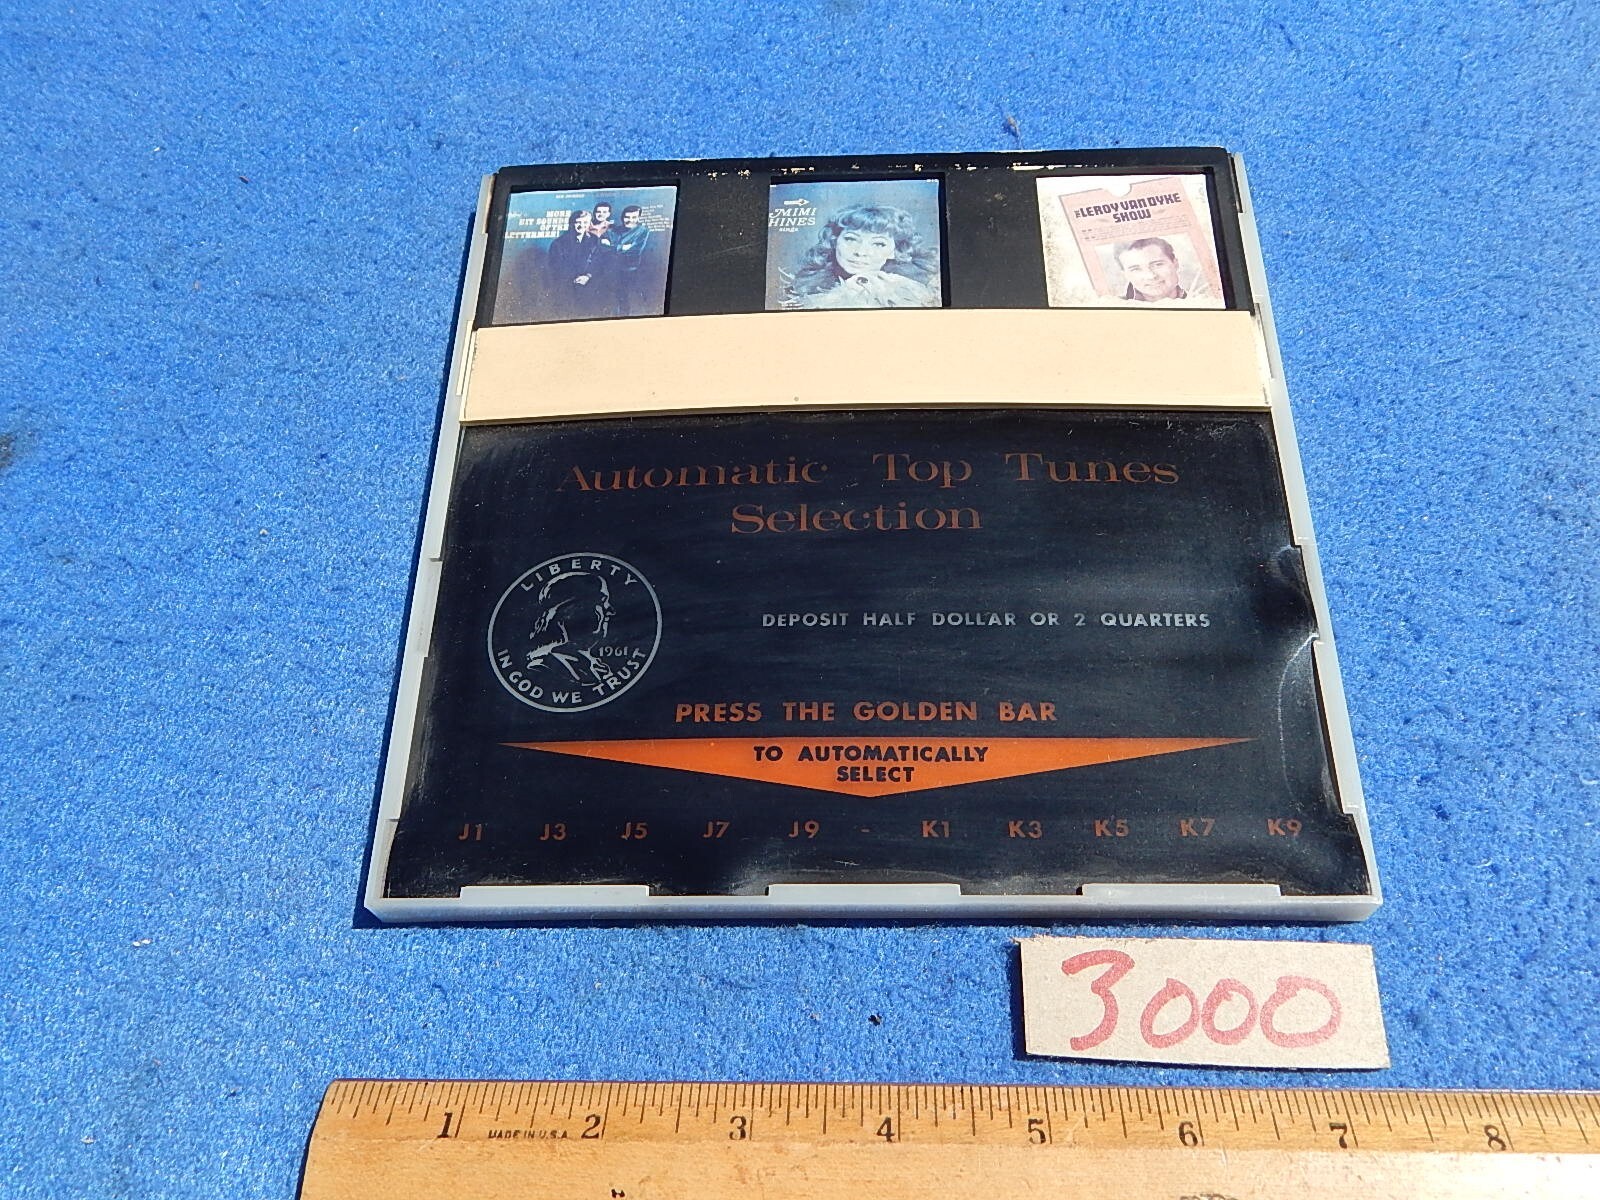 MORE
HIT SOUNDS
OF THE
LETTERMEN!
MIMI
HINES
sings
THE LEROY VAN DYKE
SHOW
Automatic Top Tunes
Selection
LIBERTY
1961
IN GOD WE TRUST
DEPOSIT HALF DOLLAR OR 2 QUARTERS
PRESS THE GOLDEN BAR
TO AUTOMATICALLY
SELECT
J1 J3 J5 J7 J9 - K1 K3 K5 K7 K9
3000
1 2 3 4 5 6 7 8
MADE IN U.S.A.